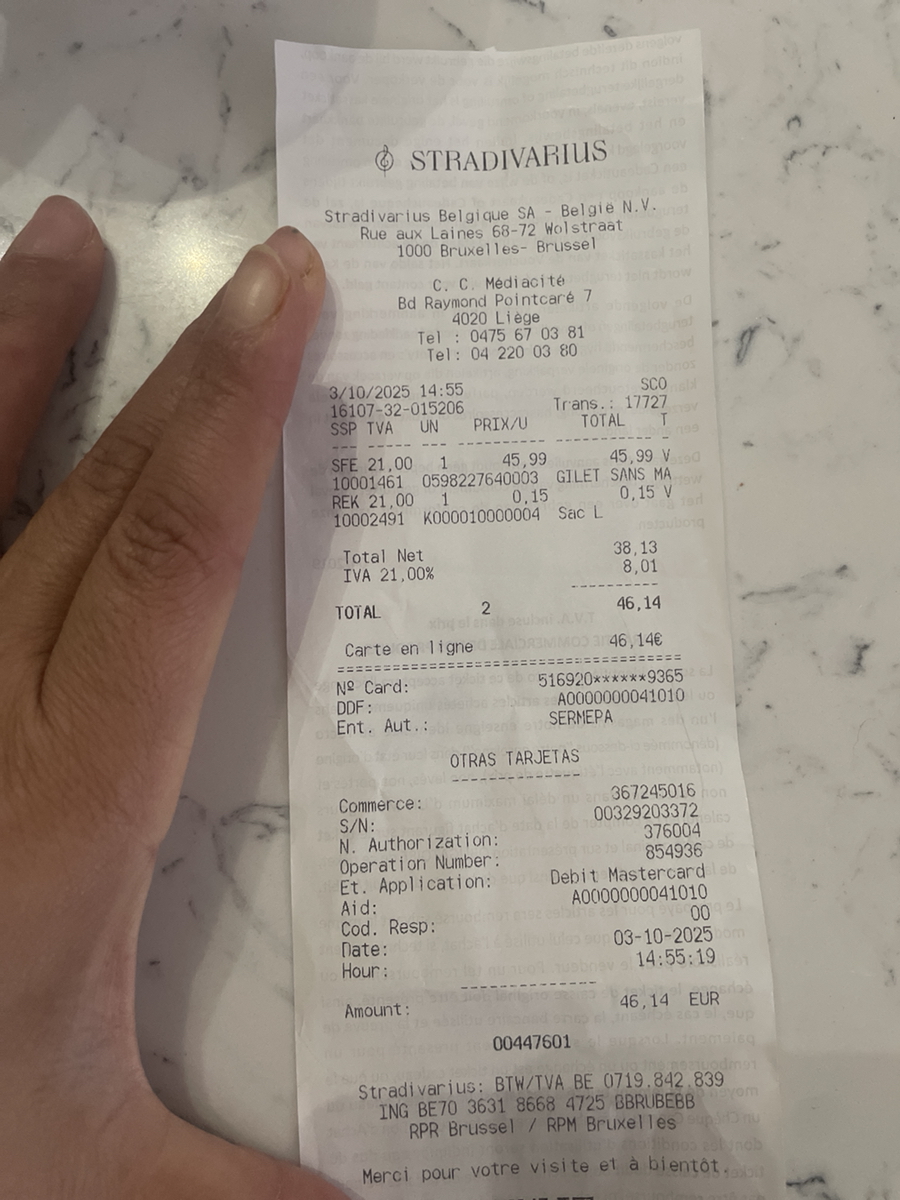 STRADIVARIUS
Stradivarius Belgique SA - België N.V.
Rue aux Laines 68-72 Wolstraat
1000 Bruxelles- Brussel
C. C. Médiacité
Bd Raymond Pointcaré 7
4020 Liège
Tel : 0475 67 03 81
Tel: 04 220 03 80
3/10/2025 14:55 SCO
16107-32-015206 Trans.: 17727
SSP TVA UN PRIX/U TOTAL T
--- ----- --- ---------- ----------- -
SFE 21,00 1 45,99 45,99 V
10001461 0598227640003 GILET SANS MA
REK 21,00 1 0,15 0,15 V
10002491 K000010000004 Sac L
Total Net 38,13
IVA 21,00% 8,01
----------
TOTAL 2 46,14
Carte en ligne 46,14€
========================================
Nº Card: 516920******9365
DDF: A0000000041010
Ent. Aut.: SERMEPA
OTRAS TARJETAS
---------------
Commerce: 367245016
S/N: 00329203372
N. Authorization: 376004
Operation Number: 854936
Et. Application: Debit Mastercard
Aid: A0000000041010
Cod. Resp: 00
Date: 03-10-2025
Hour: 14:55:19
---------------
Amount: 46,14 EUR
00447601
Stradivarius: BTW/TVA BE 0719.842.839
ING BE70 3631 8668 4725 BBRUBEBB
RPR Brussel / RPM Bruxelles
Merci pour votre visite et à bientôt.